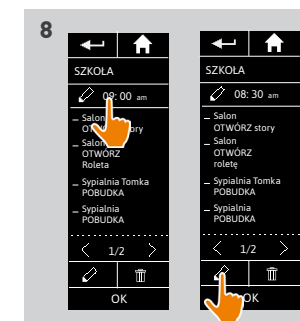 8
SZKOŁA
09: 00 am
– Salon
OTWÓRZ story
– Salon
OTWÓRZ
Roleta
– Sypialnia Tomka
POBUDKA
– Sypialnia
POBUDKA
1/2
OK
SZKOŁA
08: 30 am
– Salon
OTWÓRZ story
– Salon
OTWÓRZ
roletę
– Sypialnia Tomka
POBUDKA
– Sypialnia
POBUDKA
1/2
OK